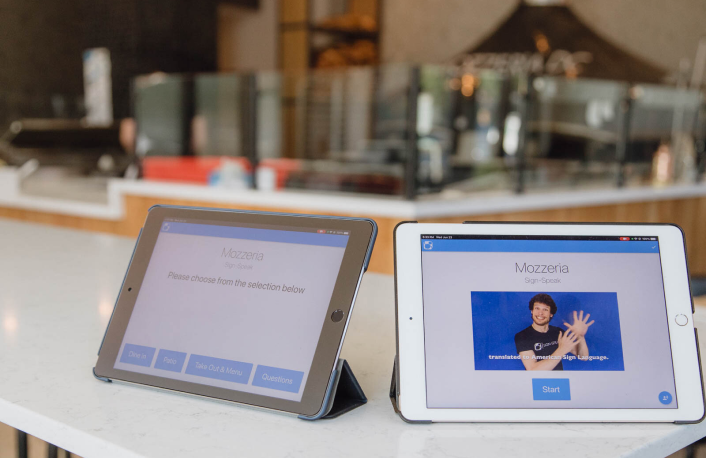 Mozzeria
Sign-Speak
Please choose from the selection below
Dine In
Patio
Take Out & Menu
Questions
Mozzeria
Sign-Speak
translated to American Sign Language.
Start